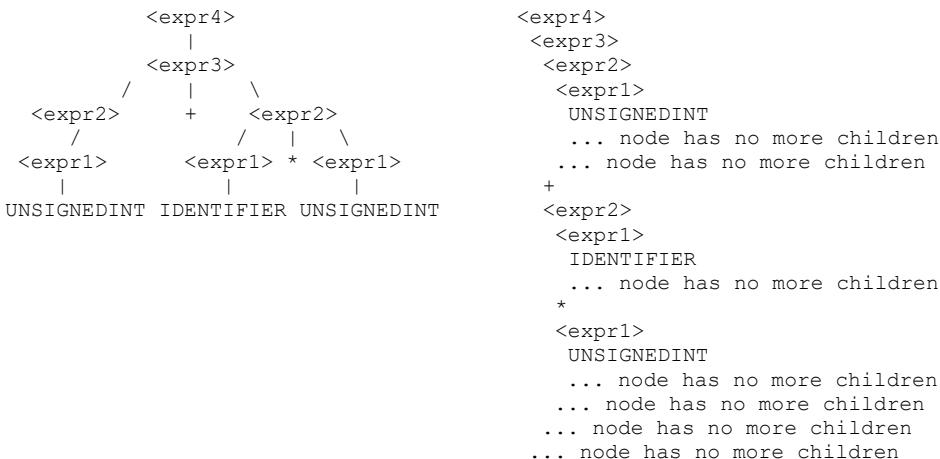 <expr4>
|
<expr3>
/ | \
<expr2> + <expr2>
/ / | \
<expr1> <expr1> * <expr1>
| | |
UNSIGNEDINT IDENTIFIER UNSIGNEDINT
<expr4>
<expr3>
<expr2>
<expr1>
UNSIGNEDINT
... node has no more children
... node has no more children
+
<expr2>
<expr1>
IDENTIFIER
... node has no more children
*
<expr1>
UNSIGNEDINT
... node has no more children
... node has no more children
... node has no more children
... node has no more children